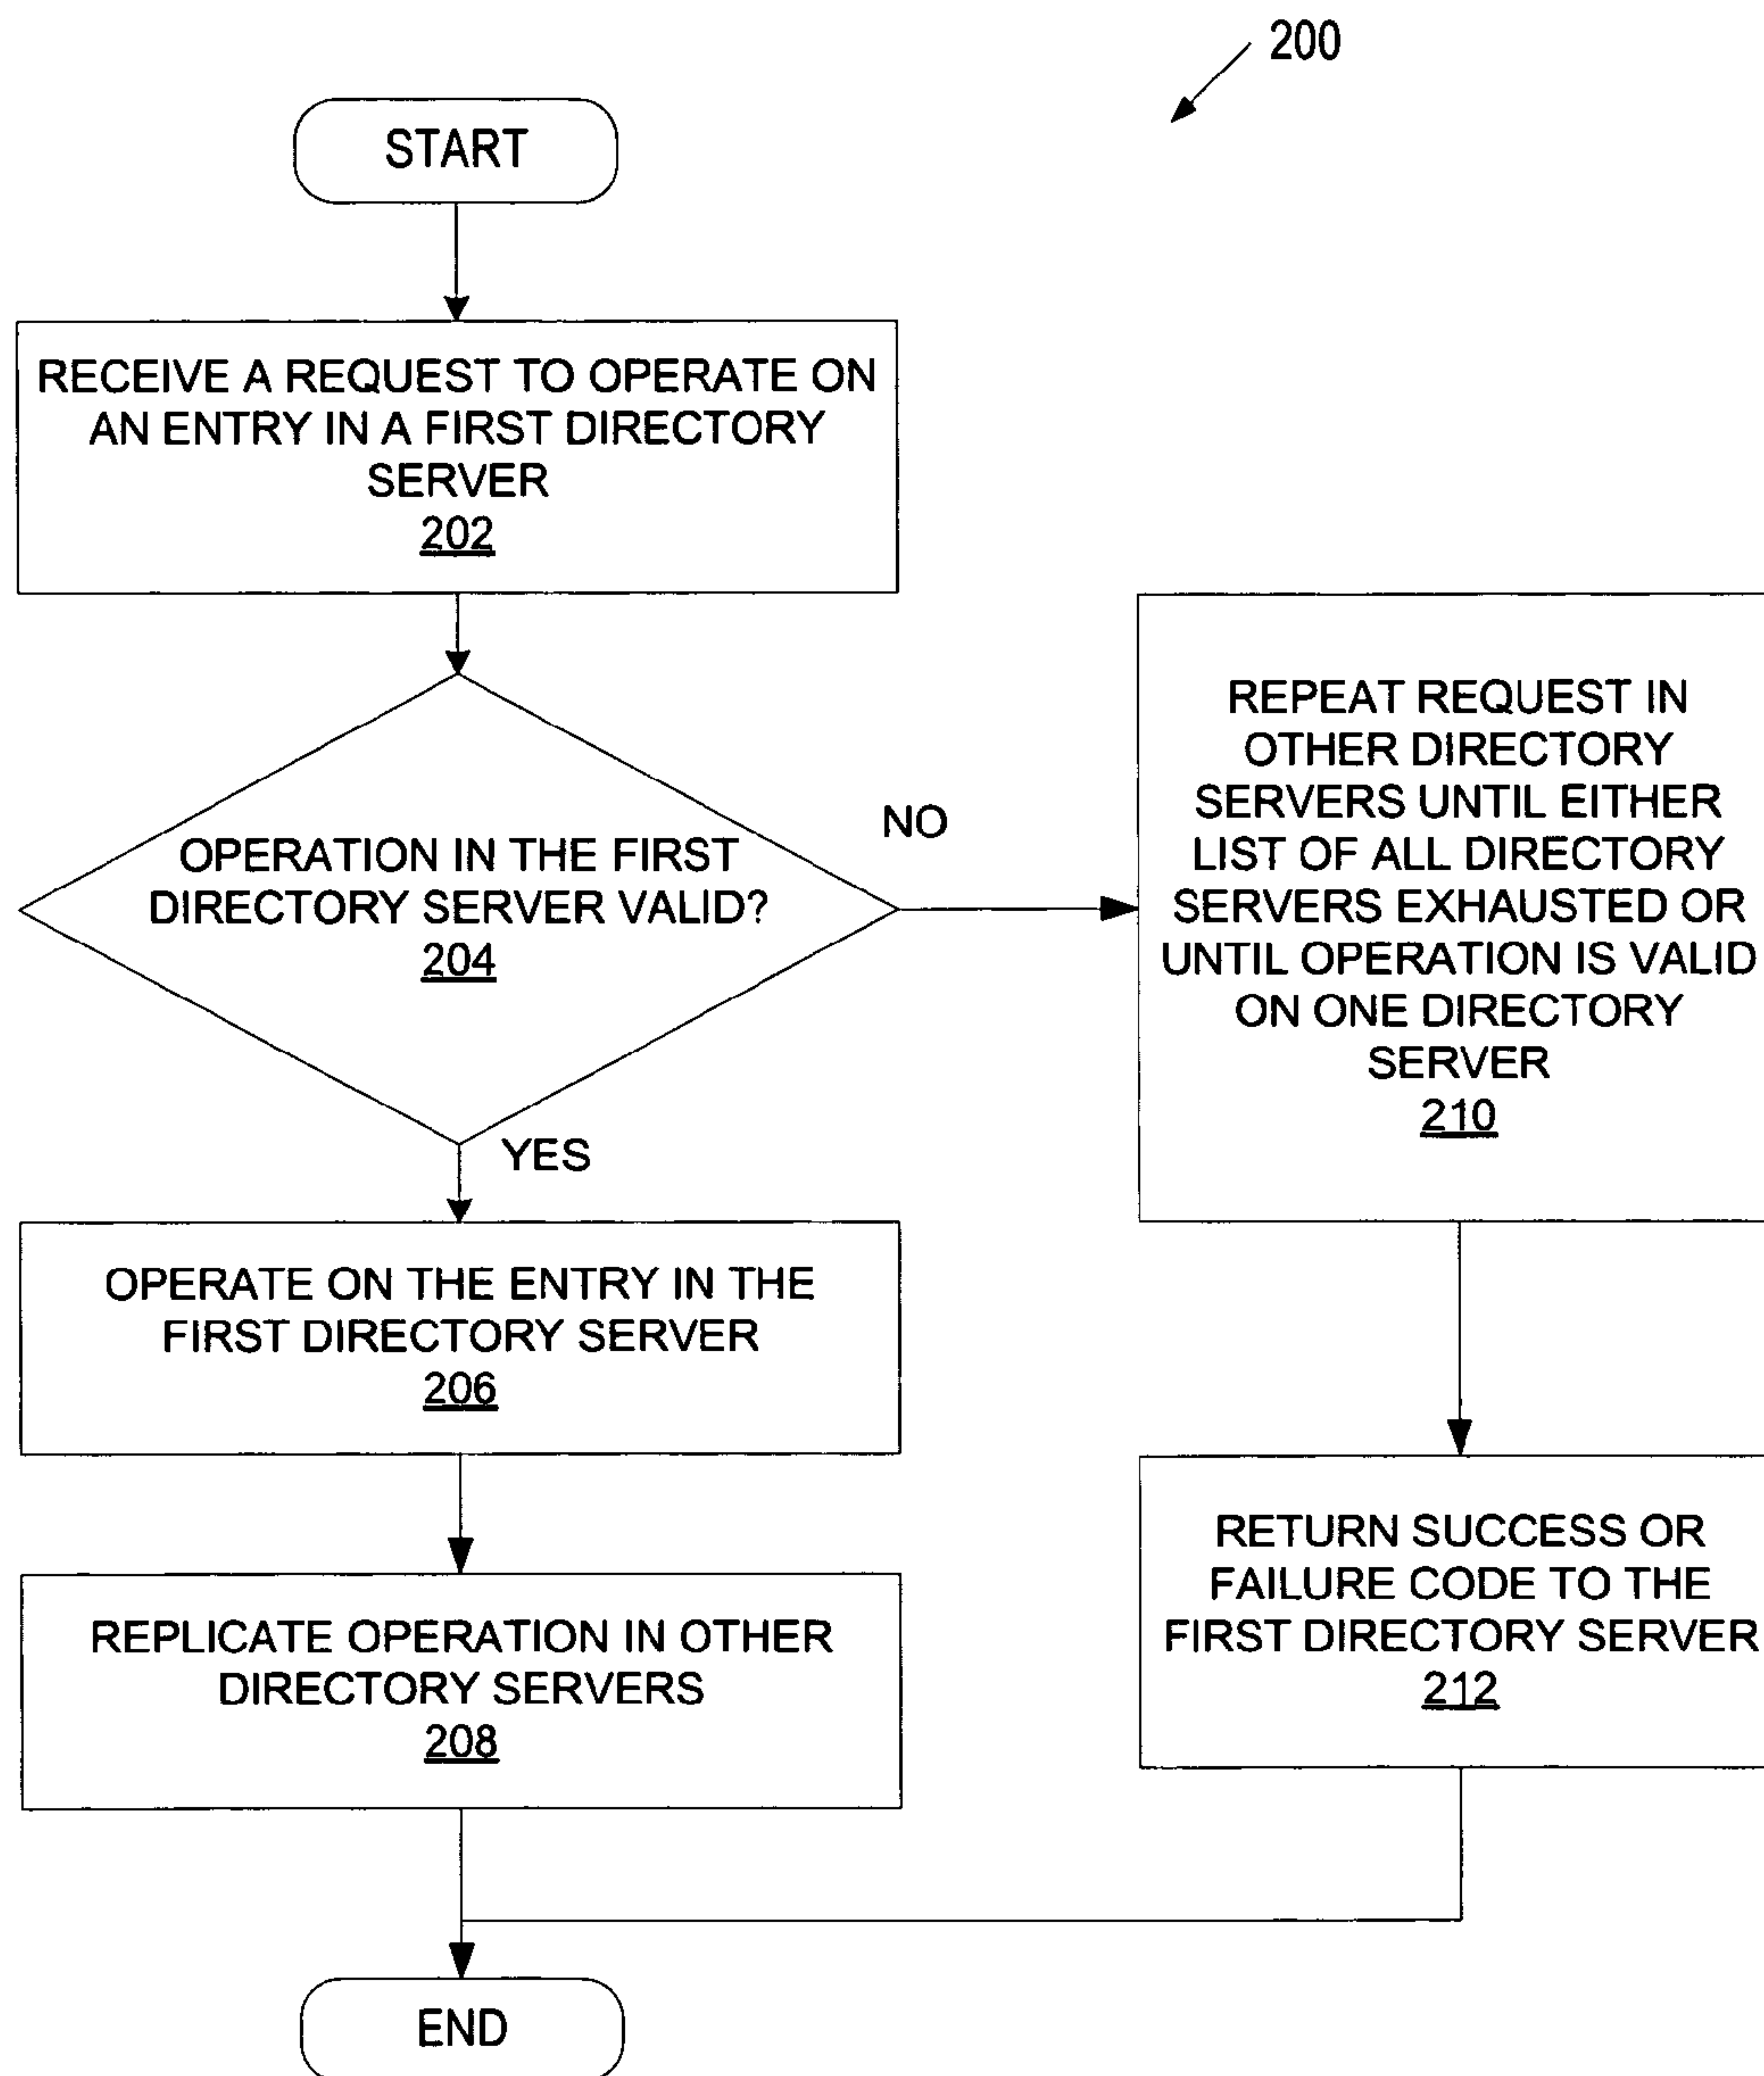 200
START
RECEIVE A REQUEST TO OPERATE ON
AN ENTRY IN A FIRST DIRECTORY
SERVER
202
OPERATION IN THE FIRST
DIRECTORY SERVER VALID?
204
NO
YES
REPEAT REQUEST IN
OTHER DIRECTORY
SERVERS UNTIL EITHER
LIST OF ALL DIRECTORY
SERVERS EXHAUSTED OR
UNTIL OPERATION IS VALID
ON ONE DIRECTORY
SERVER
210
OPERATE ON THE ENTRY IN THE
FIRST DIRECTORY SERVER
206
REPLICATE OPERATION IN OTHER
DIRECTORY SERVERS
208
RETURN SUCCESS OR
FAILURE CODE TO THE
FIRST DIRECTORY SERVER
212
END